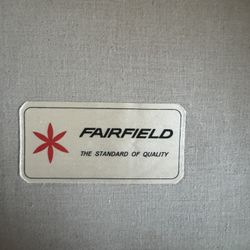 FAIRFIELD
THE STANDARD OF QUALITY